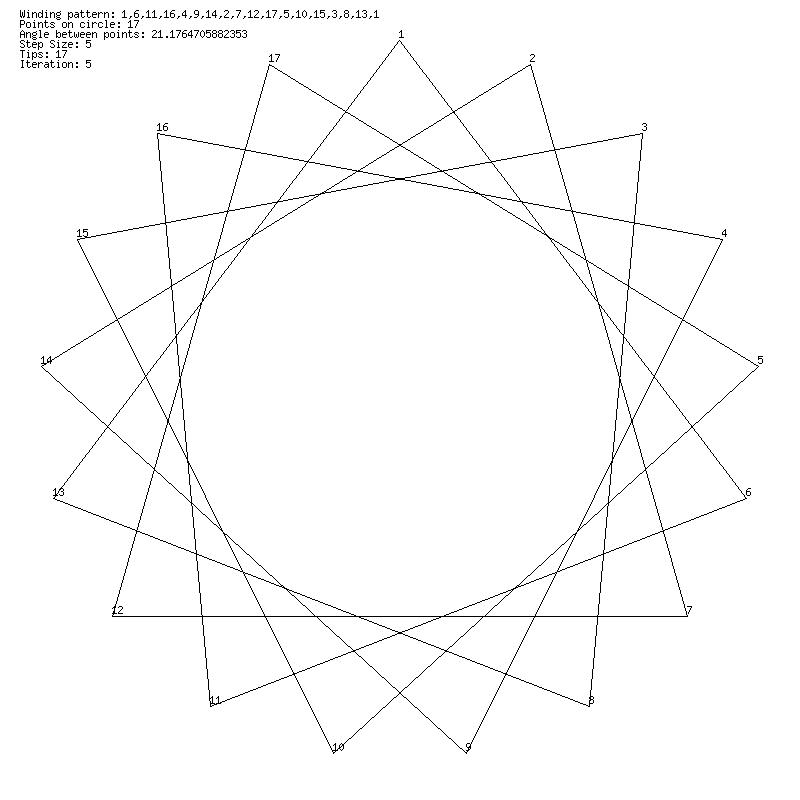 Winding pattern: 1,6,11,16,4,9,14,2,7,12,17,5,10,15,3,8,13,1
Points on circle: 17
Angle between points: 21.1764705882353
Step Size: 5
Tips: 17
Iteration: 5
1
17
2
16
3
15
4
14
5
13
6
12
7
11
8
10
9